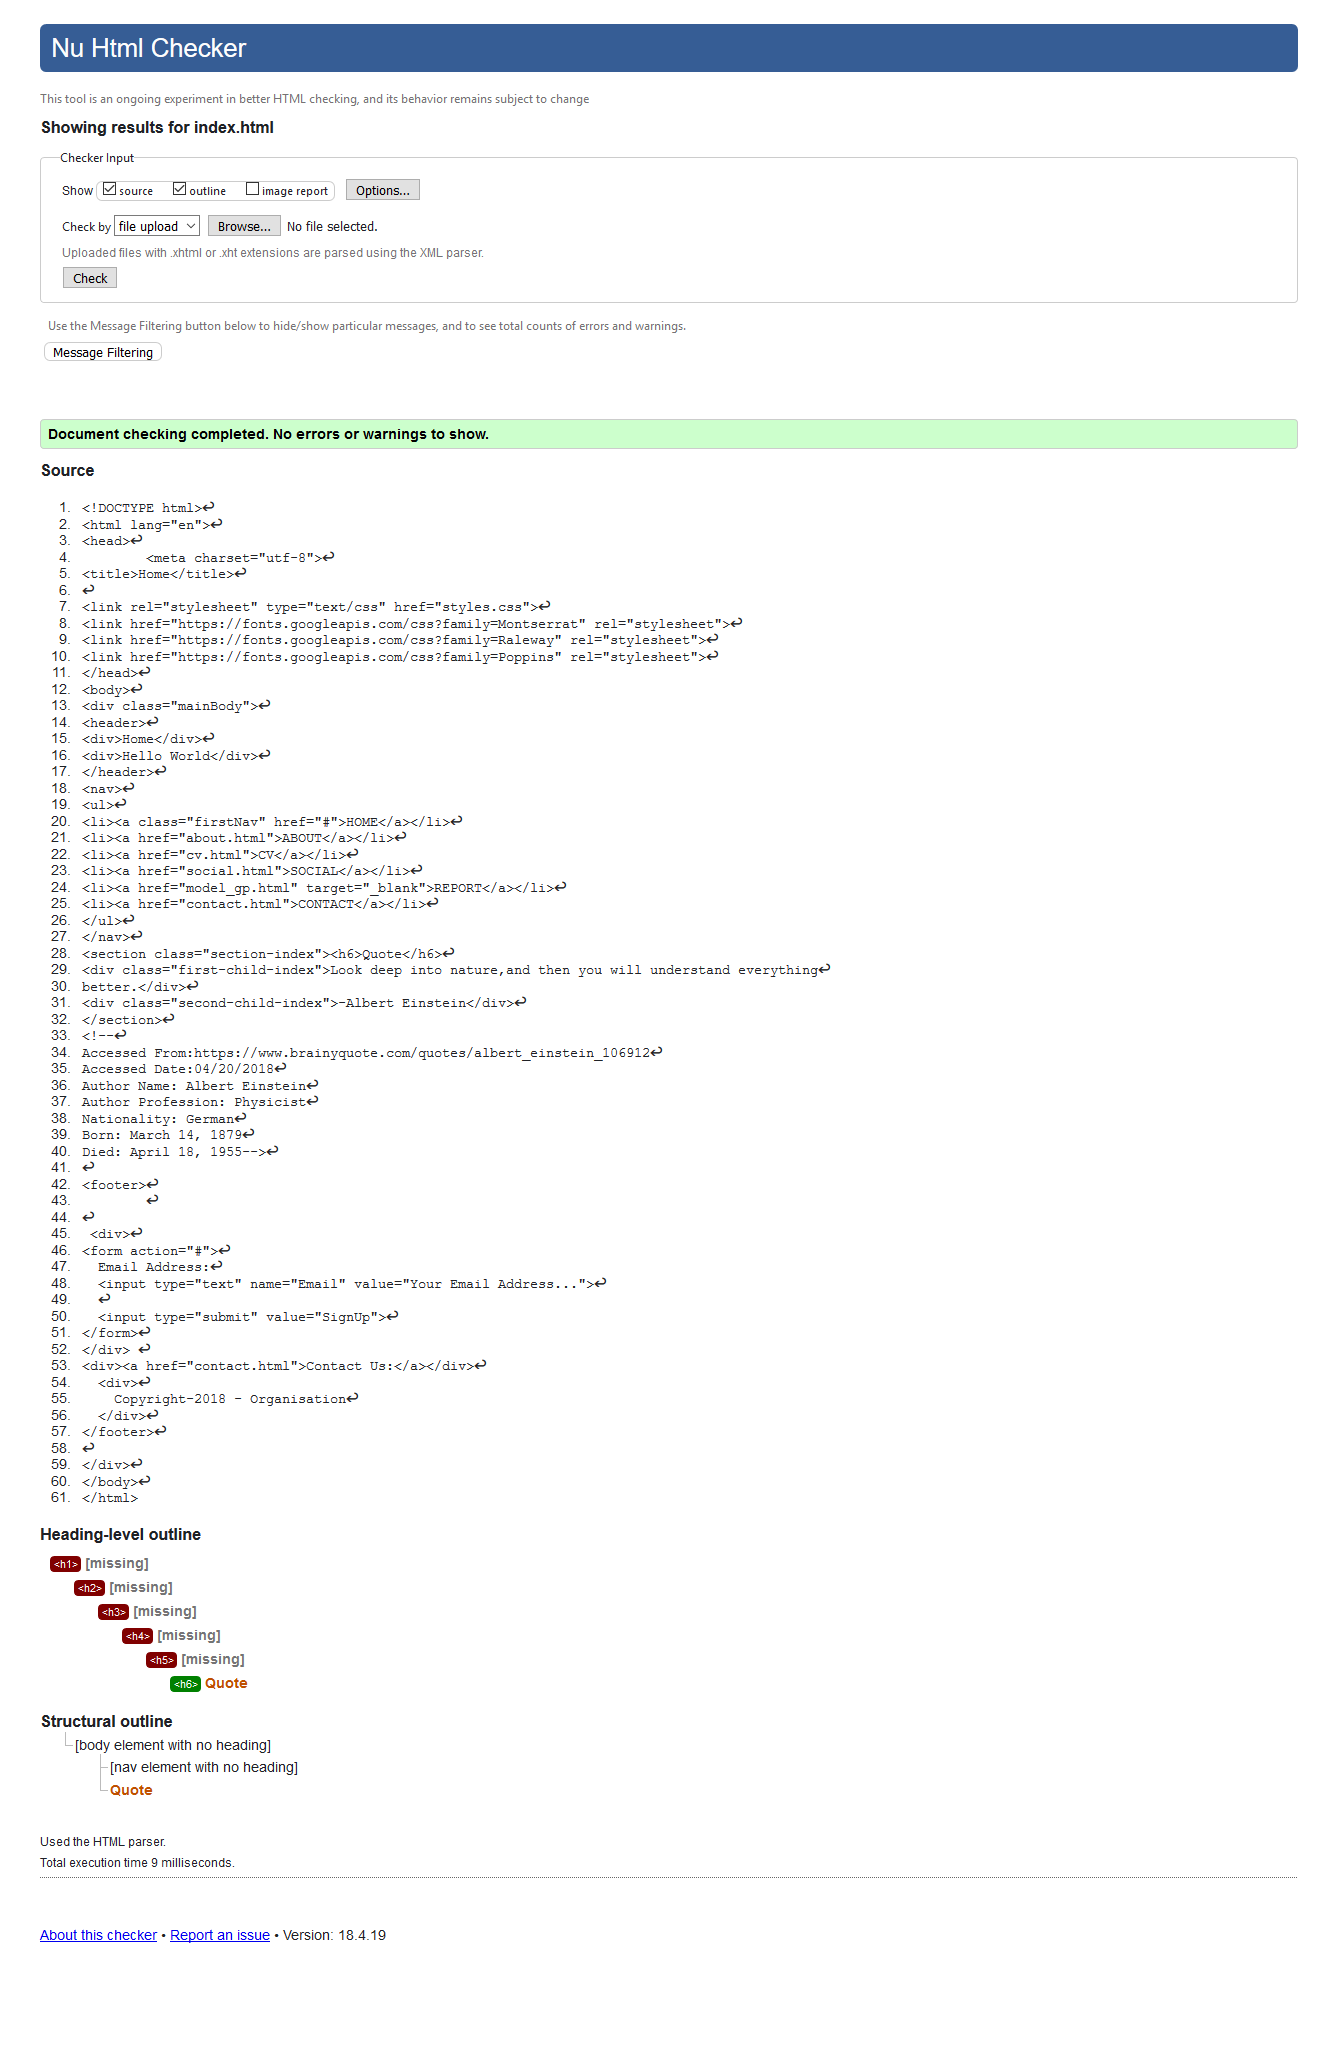 Nu Html Checker
This tool is an ongoing experiment in better HTML checking, and its behavior remains subject to change
Showing results for index.html
Checker Input
Show source outline image report Options...
Check by file upload Browse... No file selected.
Uploaded files with .xhtml or .xht extensions are parsed using the XML parser.
Check
Use the Message Filtering button below to hide/show particular messages, and to see total counts of errors and warnings.
Message Filtering
Document checking completed. No errors or warnings to show.
Source
1. <!DOCTYPE html>↩
2. <html lang="en">↩
3. <head>↩
4.         <meta charset="utf-8">↩
5. <title>Home</title>↩
6. ↩
7. <link rel="stylesheet" type="text/css" href="styles.css">↩
8. <link href="https://fonts.googleapis.com/css?family=Montserrat" rel="stylesheet">↩
9. <link href="https://fonts.googleapis.com/css?family=Raleway" rel="stylesheet">↩
10. <link href="https://fonts.googleapis.com/css?family=Poppins" rel="stylesheet">↩
11. </head>↩
12. <body>↩
13. <div class="mainBody">↩
14. <header>↩
15. <div>Home</div>↩
16. <div>Hello World</div>↩
17. </header>↩
18. <nav>↩
19. <ul>↩
20. <li><a class="firstNav" href="#">HOME</a></li>↩
21. <li><a href="about.html">ABOUT</a></li>↩
22. <li><a href="cv.html">CV</a></li>↩
23. <li><a href="social.html">SOCIAL</a></li>↩
24. <li><a href="model_gp.html" target="_blank">REPORT</a></li>↩
25. <li><a href="contact.html">CONTACT</a></li>↩
26. </ul>↩
27. </nav>↩
28. <section class="section-index"><h6>Quote</h6>↩
29. <div class="first-child-index">Look deep into nature,and then you will understand everything↩
30. better.</div>↩
31. <div class="second-child-index">-Albert Einstein</div>↩
32. </section>↩
33. <!--↩
34. Accessed From:https://www.brainyquote.com/quotes/albert_einstein_106912↩
35. Accessed Date:04/20/2018↩
36. Author Name: Albert Einstein↩
37. Author Profession: Physicist↩
38. Nationality: German↩
39. Born: March 14, 1879↩
40. Died: April 18, 1955-->↩
41. ↩
42. <footer>↩
43.         ↩
44. ↩
45.  <div>↩
46. <form action="#">↩
47.   Email Address:↩
48.   <input type="text" name="Email" value="Your Email Address...">↩
49.   ↩
50.   <input type="submit" value="SignUp">↩
51. </form>↩
52. </div> ↩
53. <div><a href="contact.html">Contact Us:</a></div>↩
54.   <div>↩
55.     Copyright-2018 - Organisation↩
56.   </div>↩
57. </footer>↩
58. ↩
59. </div>↩
60. </body>↩
61. </html>
Heading-level outline
<h1> [missing]
<h2> [missing]
<h3> [missing]
<h4> [missing]
<h5> [missing]
<h6> Quote
Structural outline
[body element with no heading]
[nav element with no heading]
Quote
Used the HTML parser.
Total execution time 9 milliseconds.
About this checker • Report an issue • Version: 18.4.19